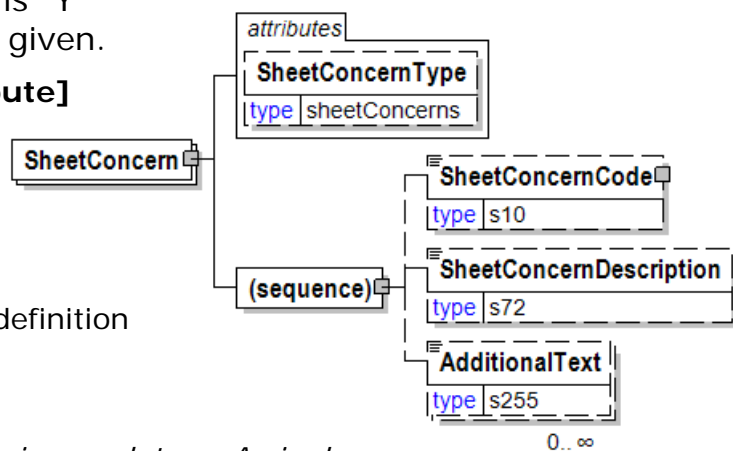 is "Y"
given.
attributes
bute]
SheetConcernType
type sheetConcerns
SheetConcern
SheetConcernCode
type s10
(sequence)
SheetConcernDescription
type s72
definition
AdditionalText
type s255
0..∞